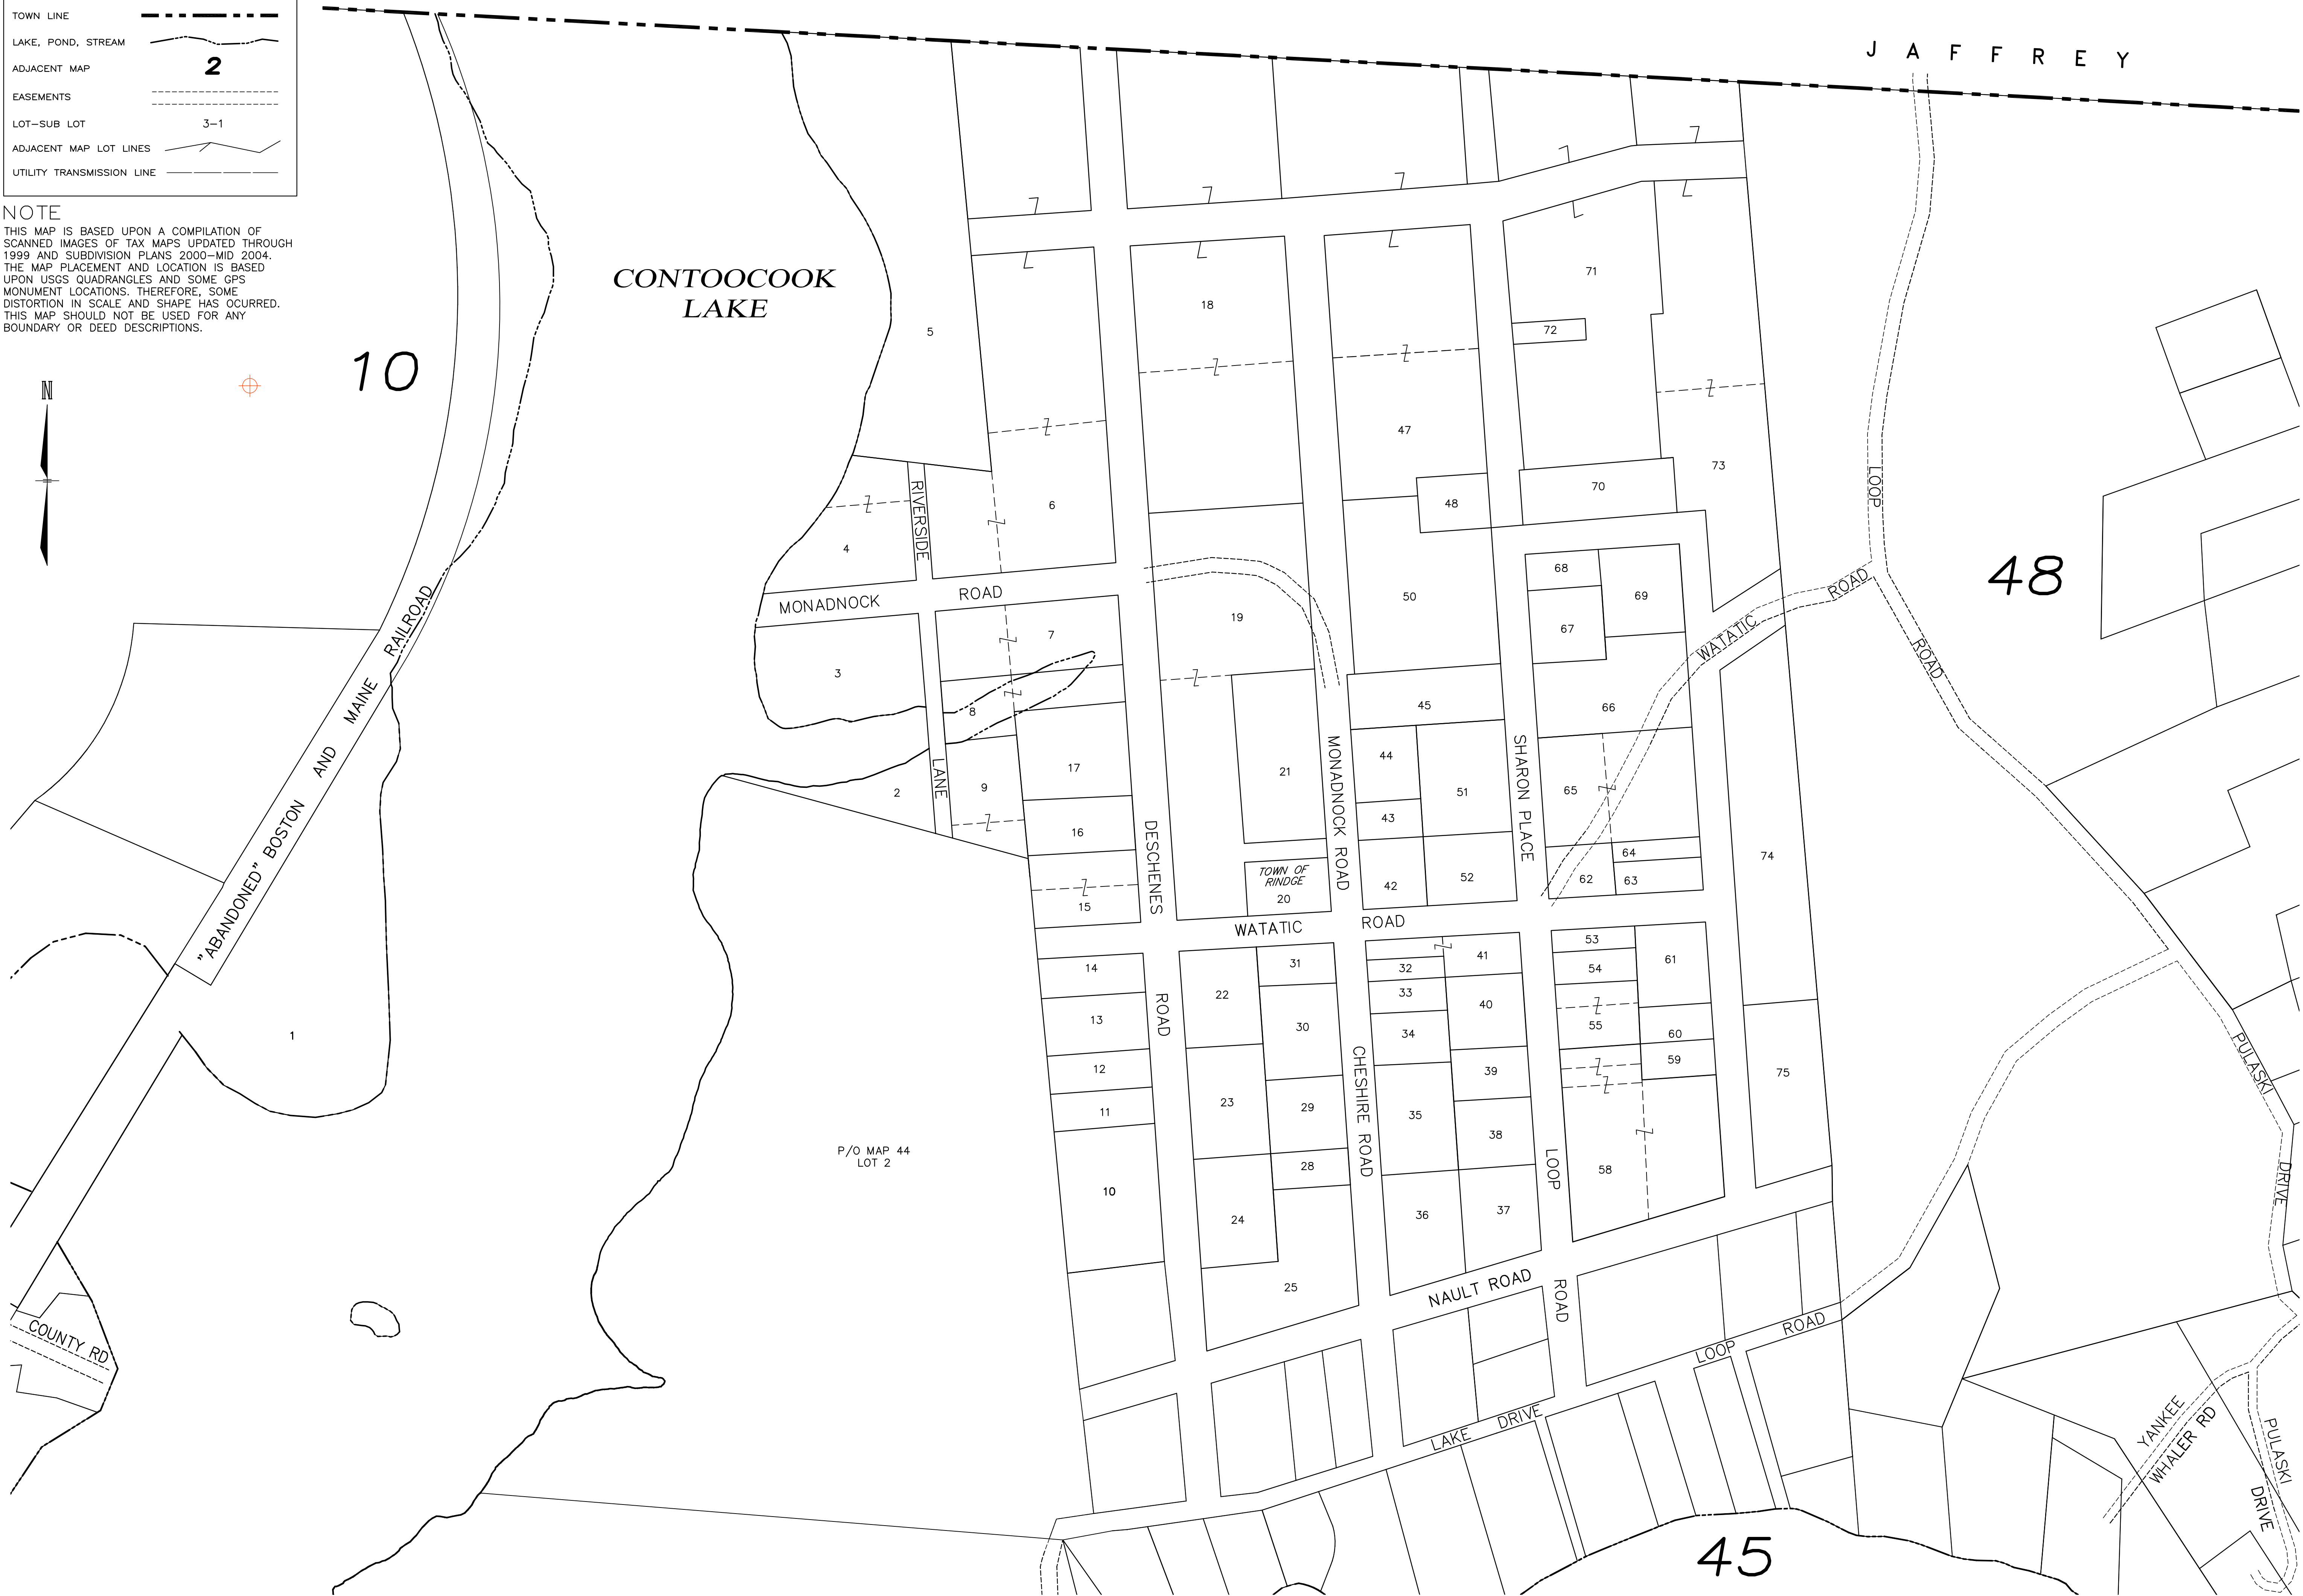 TOWN LINE
LAKE, POND, STREAM
ADJACENT MAP 2
EASEMENTS
LOT-SUB LOT 3-1
ADJACENT MAP LOT LINES
UTILITY TRANSMISSION LINE
NOTE
THIS MAP IS BASED UPON A COMPILATION OF
SCANNED IMAGES OF TAX MAPS UPDATED THROUGH
1999 AND SUBDIVISION PLANS 2000-MID 2004.
THE MAP PLACEMENT AND LOCATION IS BASED
UPON USGS QUADRANGLES AND SOME GPS
MONUMENT LOCATIONS. THEREFORE, SOME
DISTORTION IN SCALE AND SHAPE HAS OCURRED.
THIS MAP SHOULD NOT BE USED FOR ANY
BOUNDARY OR DEED DESCRIPTIONS.
N
10
JAFFREY
CONTOOCOOK
LAKE
5
18
71
72
47
73
6
48
70
4
RIVERSIDE
LANE
MONADNOCK ROAD
68
69
67
50
19
7
3
8
9
2
17
16
15
45
44
43
51
42
52
21
TOWN OF
RINDGE
20
66
65
64
62
63
74
LOOP
ROAD
48
WATATIC ROAD
DESCHENES
ROAD
MONADNOCK ROAD
SHARON PLACE
WATATIC ROAD
"ABANDONED" BOSTON AND MAINE RAILROAD
1
14
13
12
11
10
22
23
24
25
31
30
29
28
32
33
34
35
36
41
40
39
38
37
53
54
55
61
60
59
58
75
CHESHIRE ROAD
LOOP
ROAD
P/O MAP 44
LOT 2
NAULT ROAD
LAKE DRIVE
LOOP ROAD
COUNTY RD
PULASKI
DRIVE
YANKEE
WHALER RD
PULASKI
DRIVE
45